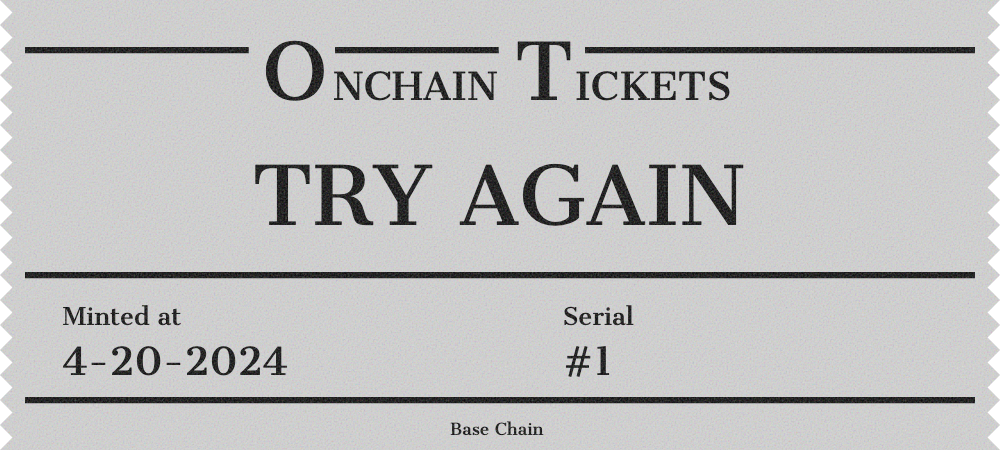 Onchain Tickets
TRY AGAIN
Minted at
4-20-2024
Serial
#1
Base Chain